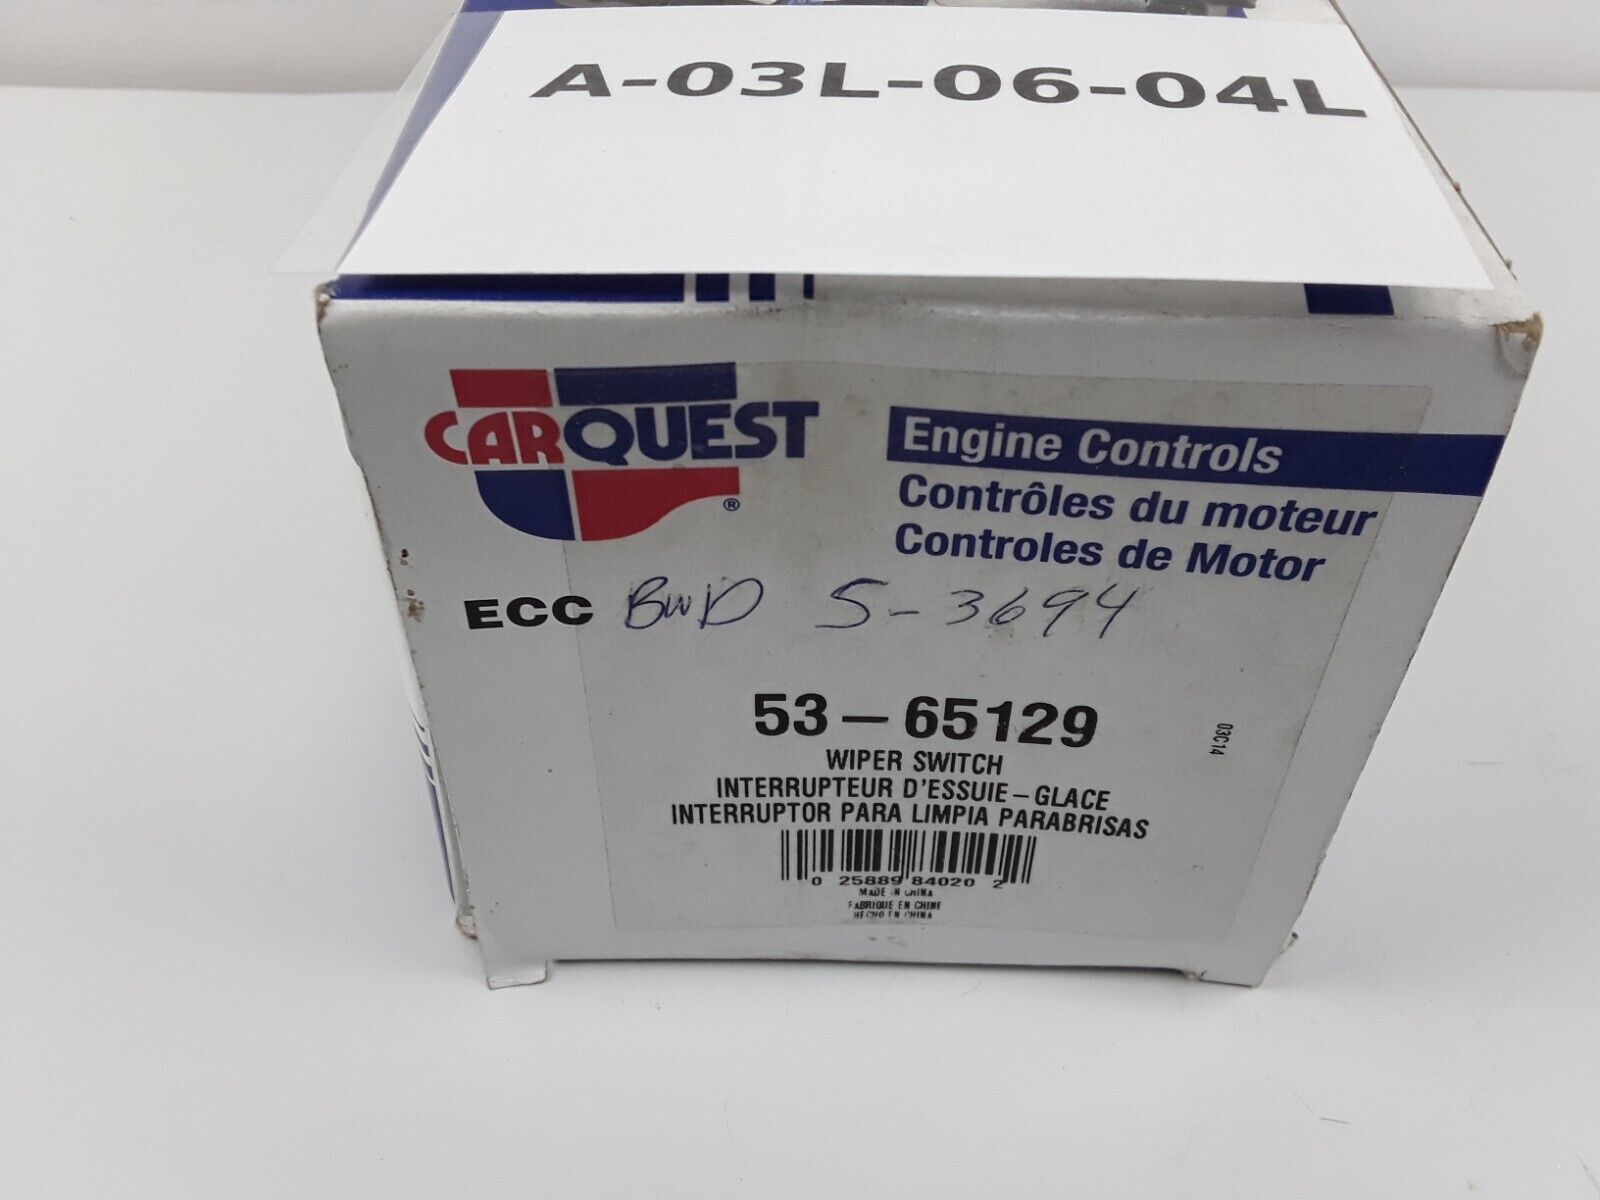 A-03L-06-04L
CARQUEST ®
Engine Controls
Contrôles du moteur
Controles de Motor
ECC BWD S-3694
53-65129
03C14
WIPER SWITCH
INTERRUPTEUR D'ESSUIE-GLACE
INTERRUPTOR PARA LIMPIA PARABRISAS
0 25889 84020 2
MADE IN CHINA
FABRIQUE EN CHINE
HECHO EN CHINA